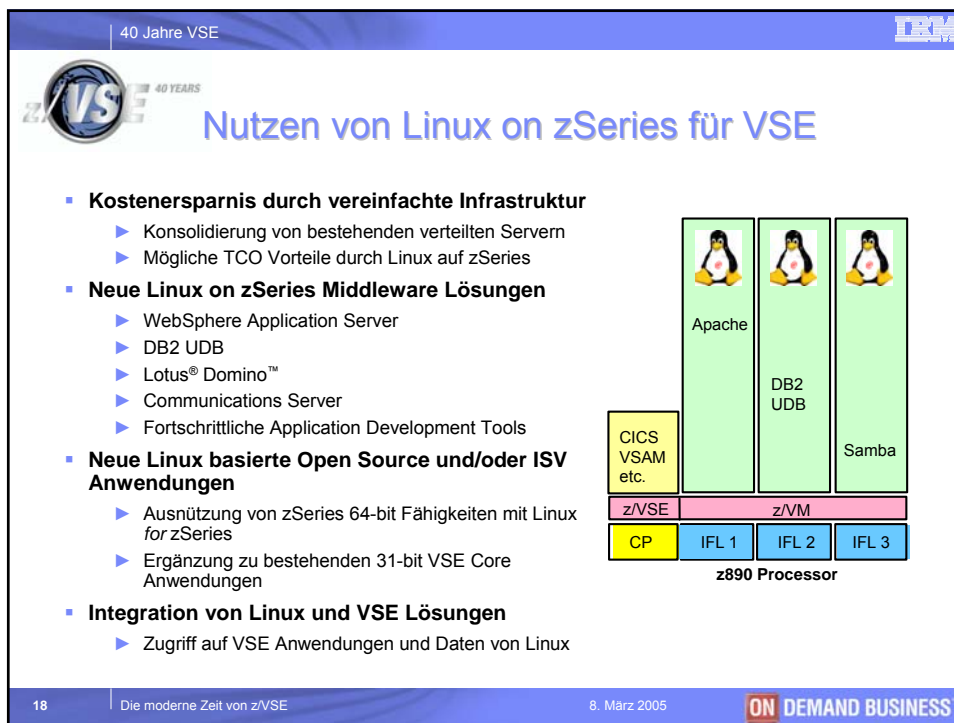 40 Jahre VSE
IBM
z/VSE
40 YEARS
Nutzen von Linux on zSeries für VSE
Kostenersparnis durch vereinfachte Infrastruktur
Konsolidierung von bestehenden verteilten Servern
Mögliche TCO Vorteile durch Linux auf zSeries
Neue Linux on zSeries Middleware Lösungen
WebSphere Application Server
DB2 UDB
Lotus® Domino™
Communications Server
Fortschrittliche Application Development Tools
Neue Linux basierte Open Source und/oder ISV
Anwendungen
Ausnützung von zSeries 64-bit Fähigkeiten mit Linux
for zSeries
Ergänzung zu bestehenden 31-bit VSE Core
Anwendungen
Integration von Linux und VSE Lösungen
Zugriff auf VSE Anwendungen und Daten von Linux
Apache
DB2
UDB
Samba
CICS
VSAM
etc.
z/VSE
z/VM
CP
IFL 1
IFL 2
IFL 3
z890 Processor
18
Die moderne Zeit von z/VSE
8. März 2005
ON DEMAND BUSINESS